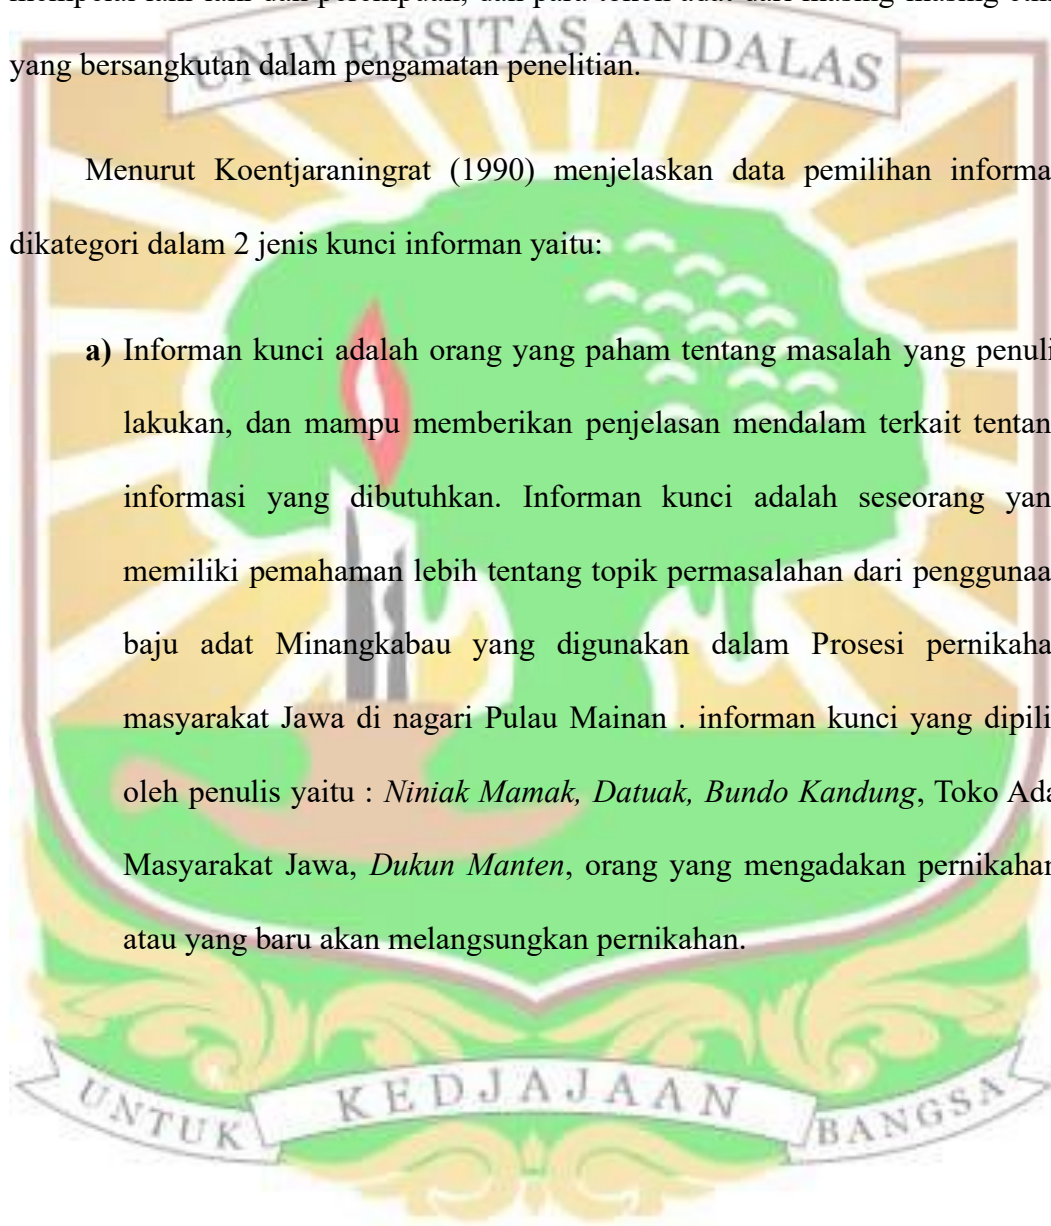 yang bersangkutan dalam pengamatan penelitian.
Menurut Koentjaraningrat (1990) menjelaskan data pemilihan informa
dikategori dalam 2 jenis kunci informan yaitu:
a) Informan kunci adalah orang yang paham tentang masalah yang penuli
lakukan, dan mampu memberikan penjelasan mendalam terkait tentan
informasi yang dibutuhkan. Informan kunci adalah seseorang yan
memiliki pemahaman lebih tentang topik permasalahan dari penggunaa
baju adat Minangkabau yang digunakan dalam Prosesi pernikaha
masyarakat Jawa di nagari Pulau Mainan . informan kunci yang dipili
oleh penulis yaitu : Niniak Mamak, Datuak, Bundo Kandung, Toko Ada
Masyarakat Jawa, Dukun Manten, orang yang mengadakan pernikahan
atau yang baru akan melangsungkan pernikahan.
UNIVERSITAS ANDALAS
UNTUK KEDJAJAAN BANGSA